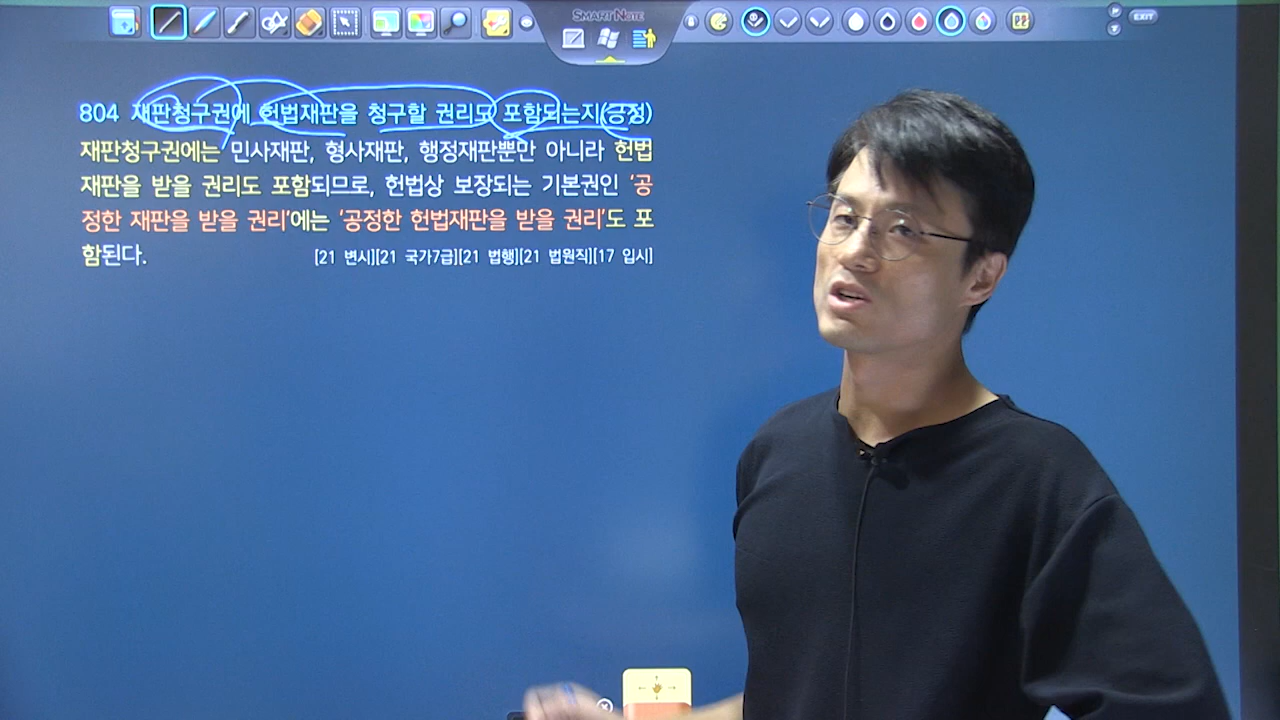 SMARTNOTE
EXIT
804 재판청구권에 헌법재판을 청구할 권리도 포함되는지(긍정)
재판청구권에는 민사재판, 형사재판, 행정재판뿐만 아니라 헌법
재판을 받을 권리도 포함되므로, 헌법상 보장되는 기본권인 ‘공
정한 재판을 받을 권리’에는 ‘공정한 헌법재판을 받을 권리’도 포
함된다.
[21 변시][21 국가7급][21 법행][21 법원직][17 입시]